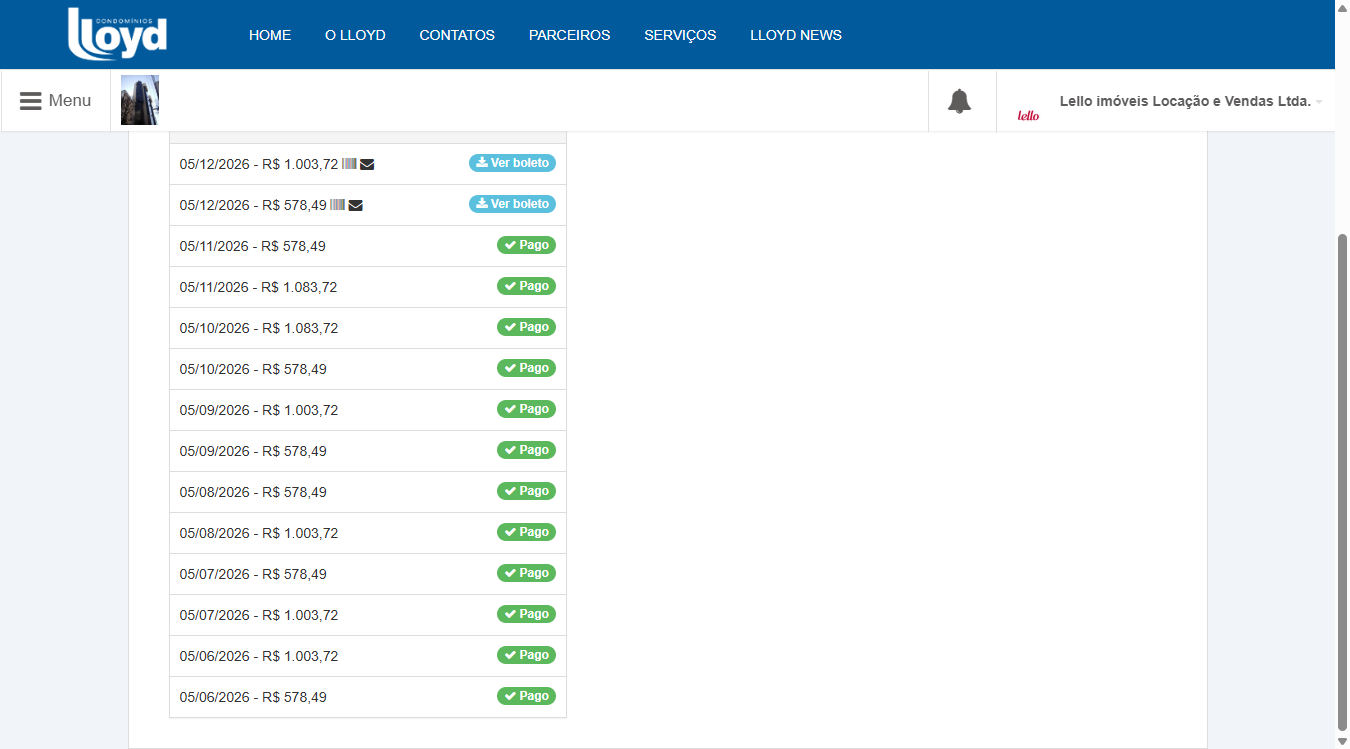 CONDOMÍNIOS
Lloyd
HOME O LLOYD CONTATOS PARCEIROS SERVIÇOS LLOYD NEWS
Menu
lello
Lello imóveis Locação e Vendas Ltda.
05/12/2026 - R$ 1.003,72 Ver boleto
05/12/2026 - R$ 578,49 Ver boleto
05/11/2026 - R$ 578,49 Pago
05/11/2026 - R$ 1.083,72 Pago
05/10/2026 - R$ 1.083,72 Pago
05/10/2026 - R$ 578,49 Pago
05/09/2026 - R$ 1.003,72 Pago
05/09/2026 - R$ 578,49 Pago
05/08/2026 - R$ 578,49 Pago
05/08/2026 - R$ 1.003,72 Pago
05/07/2026 - R$ 578,49 Pago
05/07/2026 - R$ 1.003,72 Pago
05/06/2026 - R$ 1.003,72 Pago
05/06/2026 - R$ 578,49 Pago